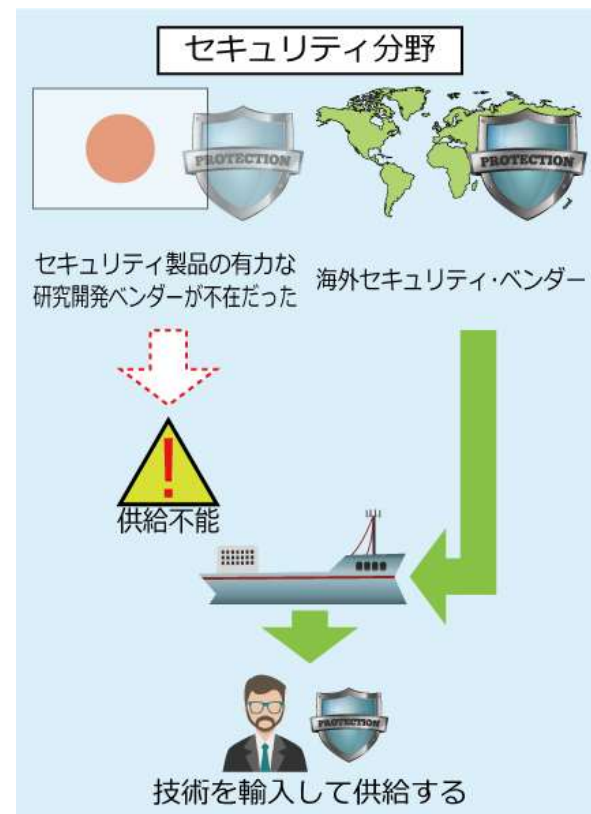 セキュリティ分野
PROTECTION
PROTECTION
セキュリティ製品の有力な
研究開発ベンダーが不在だった
海外セキュリティ・ベンダー
供給不能
PROTECTION
技術を輸入して供給する